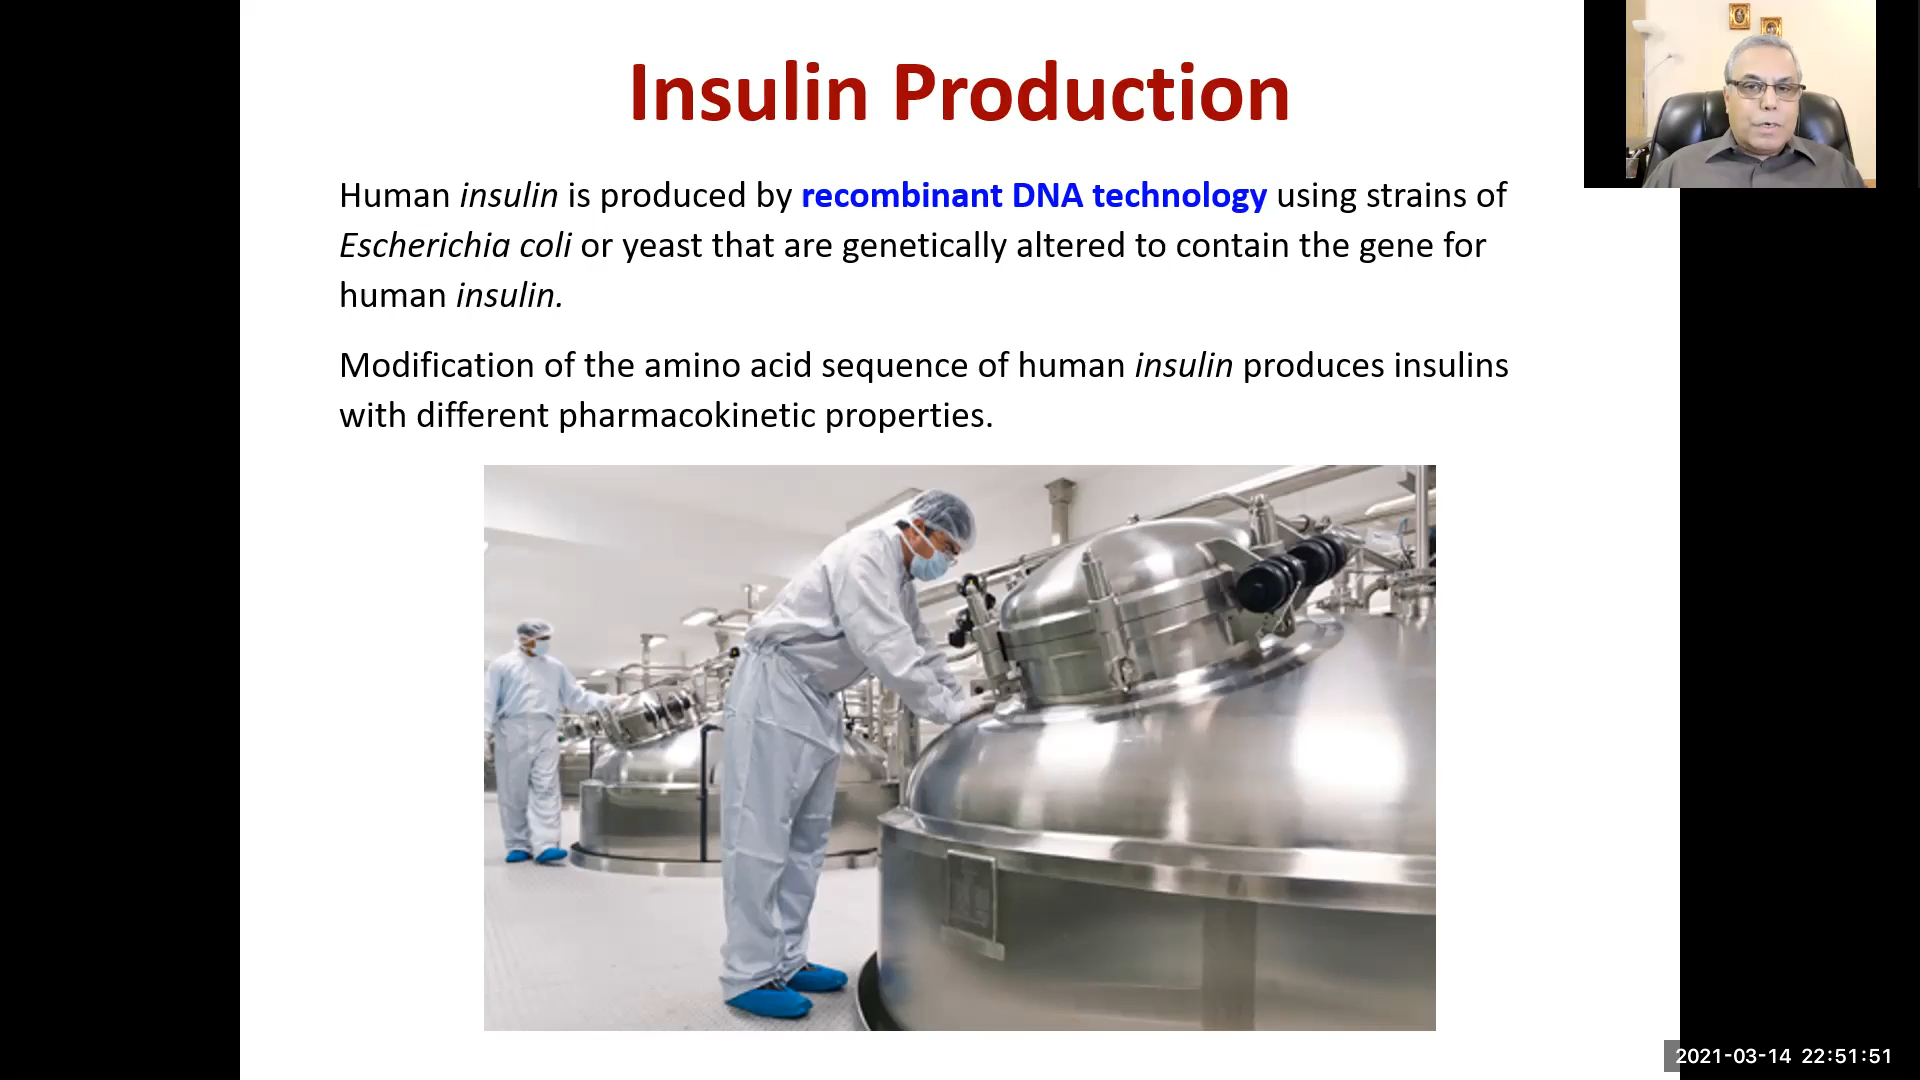 Insulin Production
Human insulin is produced by recombinant DNA technology using strains of
Escherichia coli or yeast that are genetically altered to contain the gene for
human insulin.
Modification of the amino acid sequence of human insulin produces insulins
with different pharmacokinetic properties.
2021-03-14 22:51:51